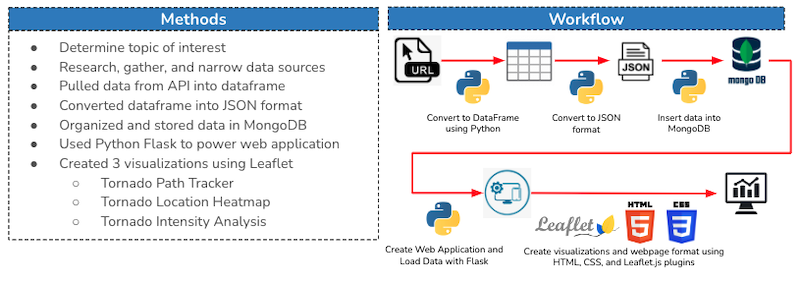 Methods
● Determine topic of interest
● Research, gather, and narrow data sources
● Pulled data from API into dataframe
● Converted dataframe into JSON format
● Organized and stored data in MongoDB
● Used Python Flask to power web application
● Created 3 visualizations using Leaflet
○ Tornado Path Tracker
○ Tornado Location Heatmap
○ Tornado Intensity Analysis
Workflow
URL
JSON
mongo DB
Convert to DataFrame
using Python
Convert to JSON
format
Insert data into
MongoDB
Leaflet
HTML
5
CSS
3
Create Web Application and
Load Data with Flask
Create visualizations and webpage format using
HTML, CSS, and Leaflet.js plugins